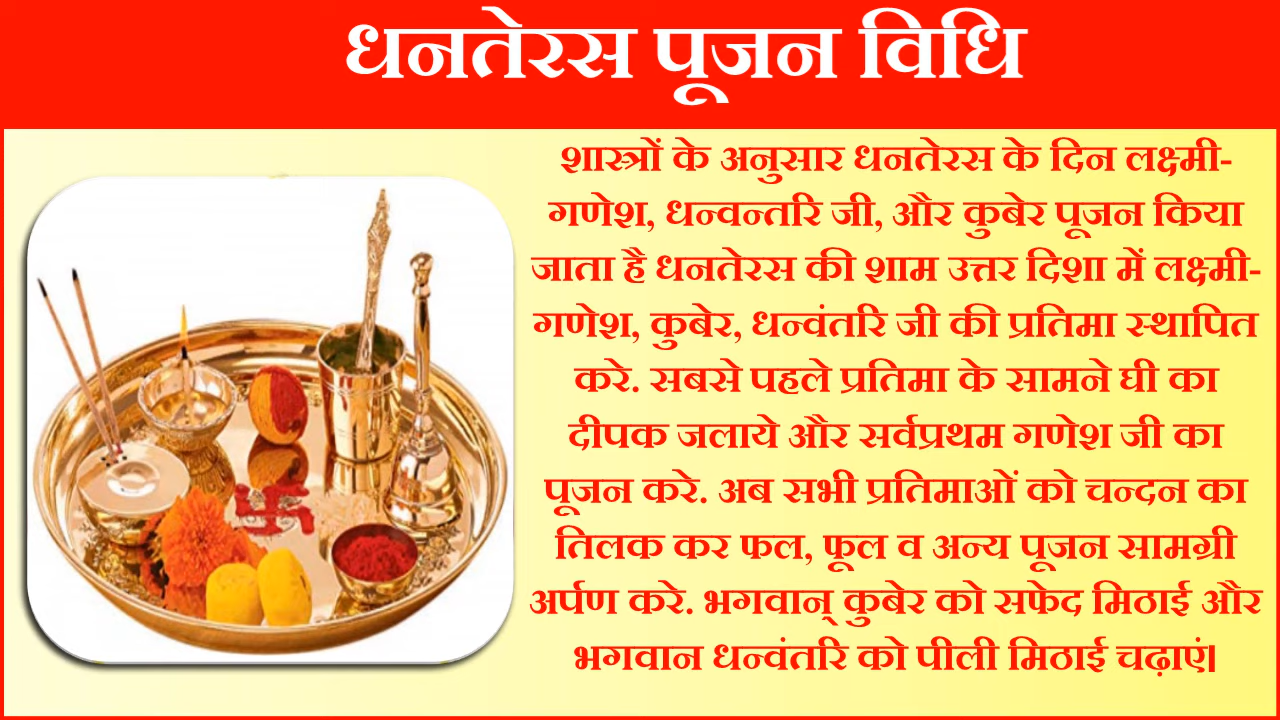 धनतेरस पूजन विधि
शास्त्रों के अनुसार धनतेरस के दिन लक्ष्मी-
गणेश, धन्वन्तरि जी, और कुबेर पूजन किया
जाता है धनतेरस की शाम उत्तर दिशा में लक्ष्मी-
गणेश, कुबेर, धन्वंतरि जी की प्रतिमा स्थापित
करे. सबसे पहले प्रतिमा के सामने घी का
दीपक जलाये और सर्वप्रथम गणेश जी का
पूजन करे. अब सभी प्रतिमाओं को चन्दन का
तिलक कर फल, फूल व अन्य पूजन सामग्री
अर्पण करे. भगवान् कुबेर को सफेद मिठाई और
भगवान धन्वंतरि को पीली मिठाई चढ़ाएं।